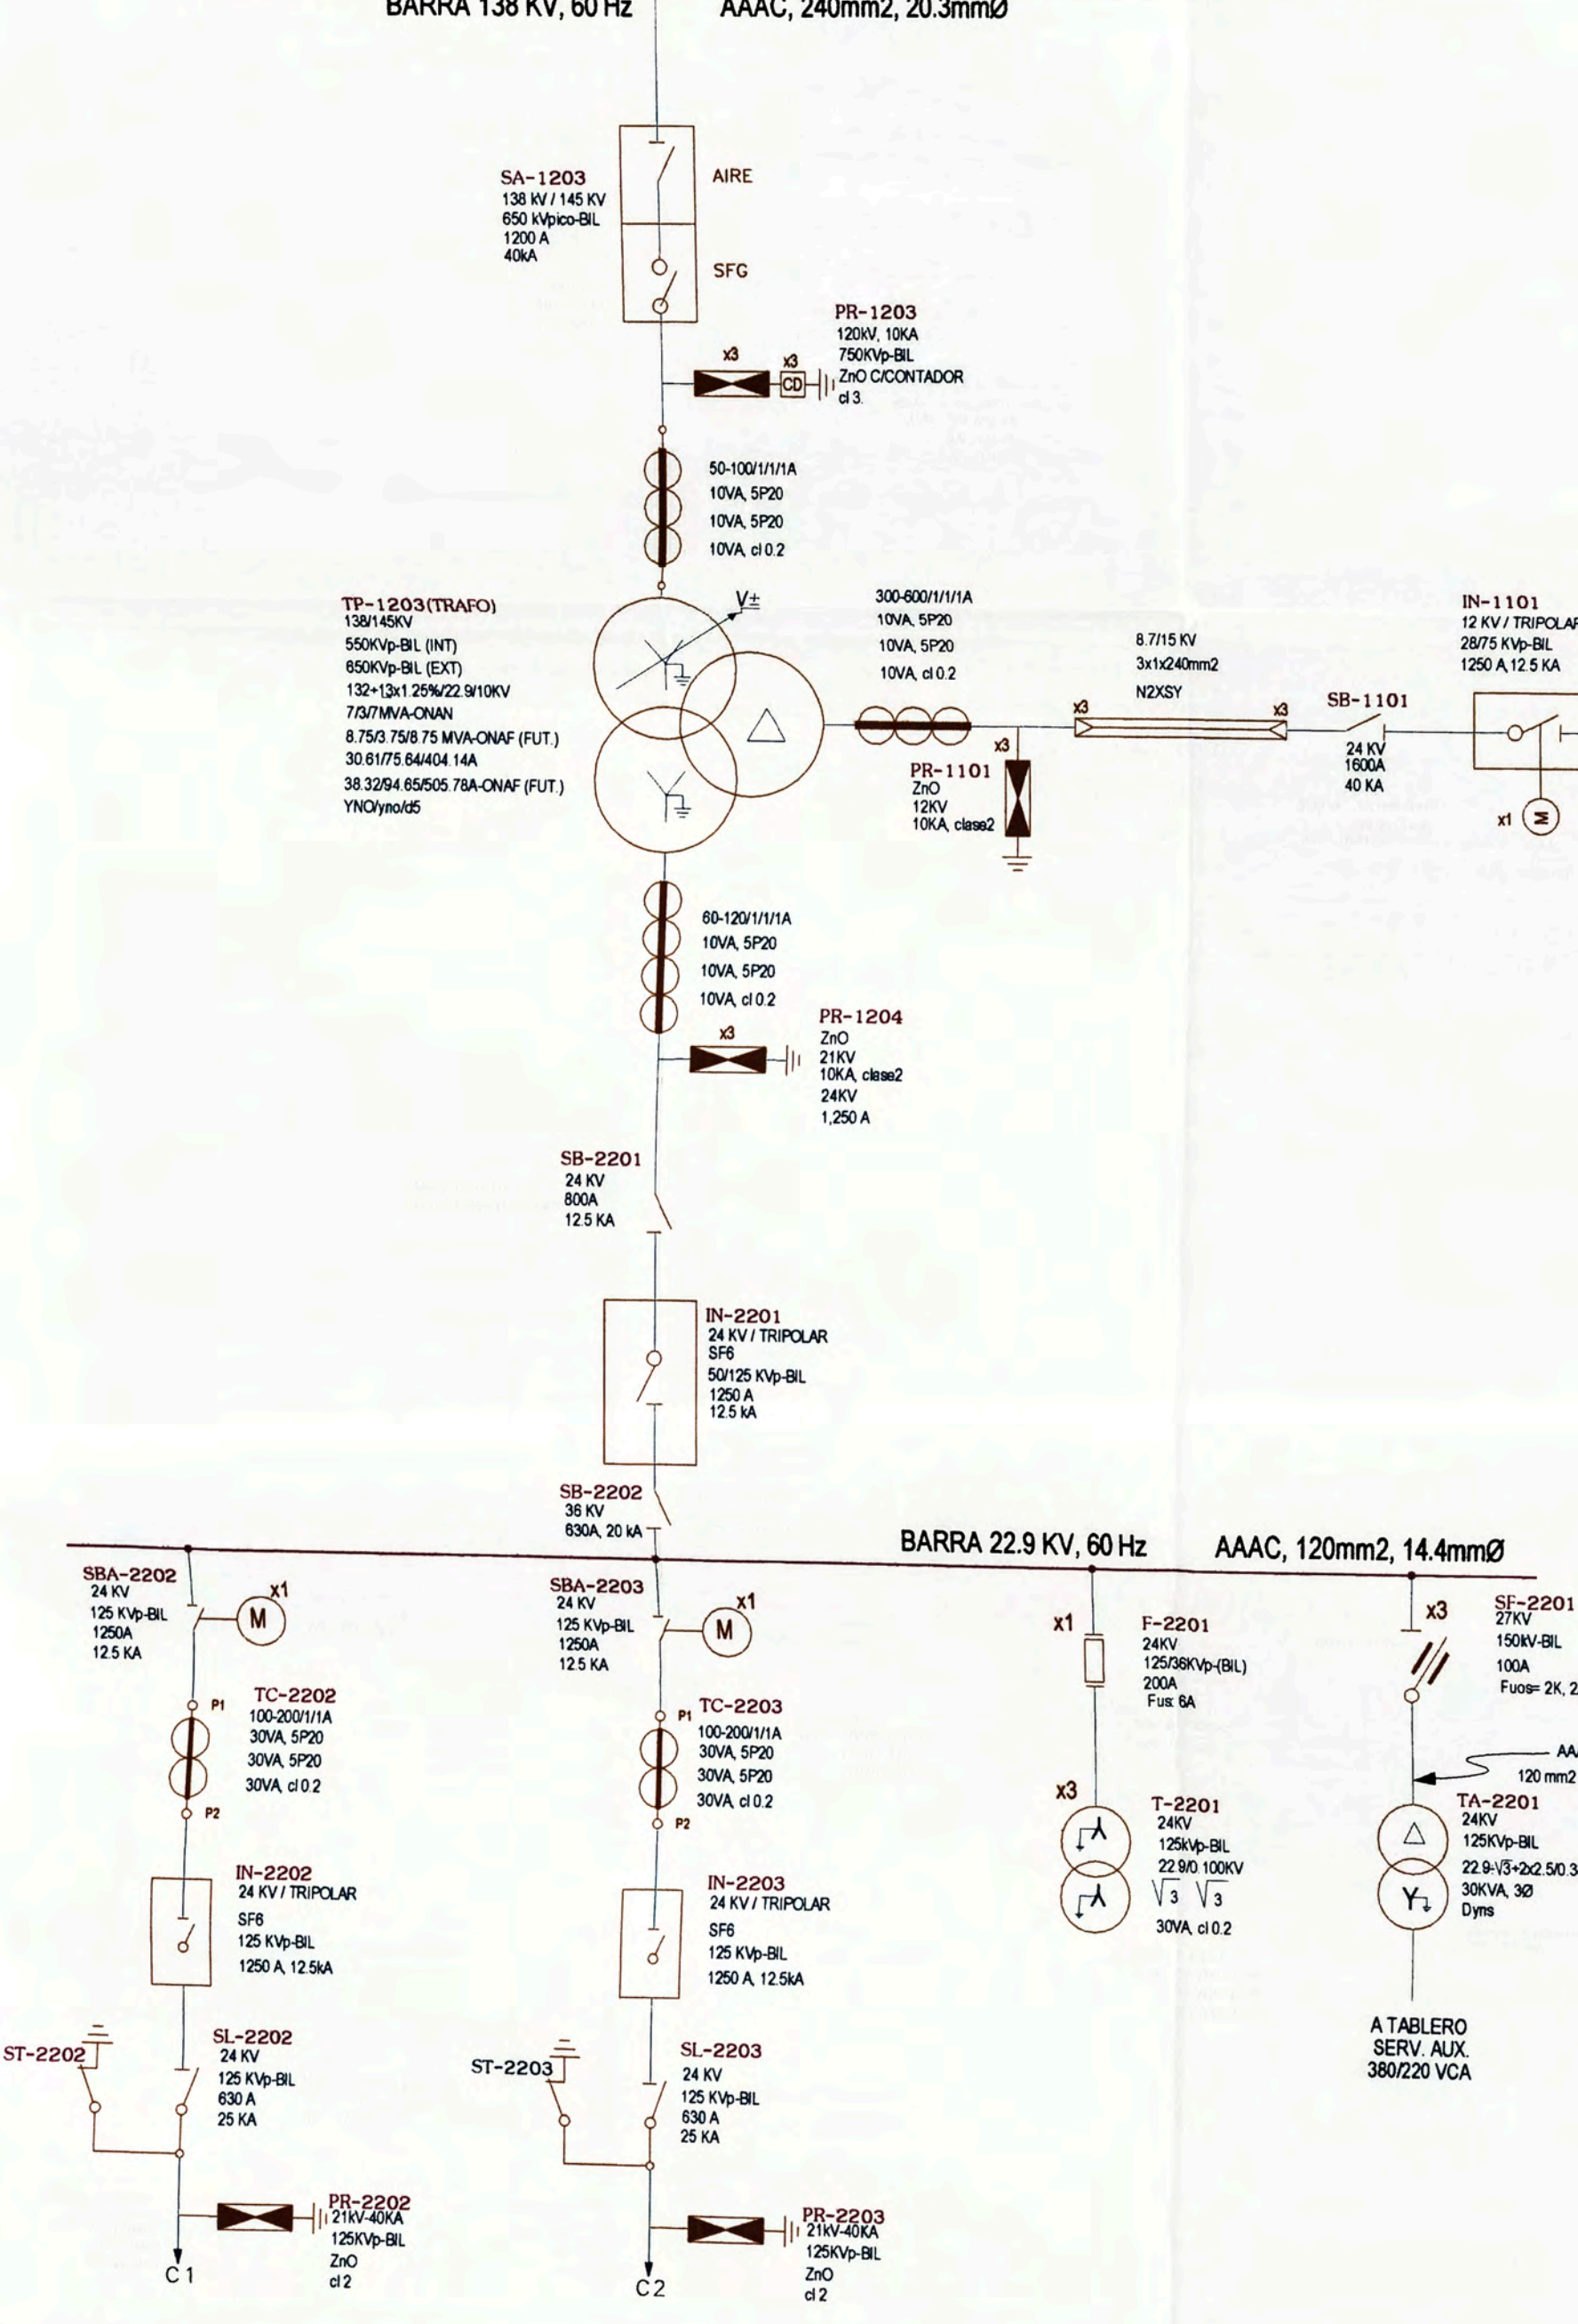 BARRA 138 KV, 60 Hz AAAC, 240mm2, 20.3mmØ
SA-1203
138 kV / 145 KV
650 kVpico-BIL
1200 A
40kA
AIRE
SFG
PR-1203
120kV, 10KA
750KVp-BIL
ZnO C/CONTADOR
cl 3.
x3
x3
CD
50-100/1/1/1A
10VA, 5P20
10VA, 5P20
10VA, cl 0.2
TP-1203(TRAFO)
138/145KV
550KVp-BIL (INT)
650KVp-BIL (EXT)
132+13x1.25%/22.9/10KV
7/3/7MVA-ONAN
8.75/3.75/8.75 MVA-ONAF (FUT.)
30.61/75.64/404.14A
38.32/94.65/505.78A-ONAF (FUT.)
YNO/yno/d5
V±
300-600/1/1/1A
10VA, 5P20
10VA, 5P20
10VA, cl 0.2
8.7/15 KV
3x1x240mm2
N2XSY
x3
x3
SB-1101
24 KV
1600A
40 KA
IN-1101
12 KV / TRIPOLAR
28/75 KVp-BIL
1250 A, 12.5 KA
x1
M
x3
PR-1101
ZnO
12KV
10KA, clase2
60-120/1/1/1A
10VA, 5P20
10VA, 5P20
10VA, cl 0.2
x3
PR-1204
ZnO
21KV
10KA, clase2
24KV
1,250 A
SB-2201
24 KV
800A
12.5 KA
IN-2201
24 KV / TRIPOLAR
SF6
50/125 KVp-BIL
1250 A
12.5 kA
SB-2202
36 KV
630A, 20 kA
BARRA 22.9 KV, 60 Hz AAAC, 120mm2, 14.4mmØ
SBA-2202
24 KV
125 KVp-BIL
1250A
12.5 KA
x1
M
SBA-2203
24 KV
125 KVp-BIL
1250A
12.5 KA
x1
M
x1
F-2201
24KV
125/36KVp-(BIL)
200A
Fus: 6A
x3
SF-2201
27KV
150kV-BIL
100A
Fuos= 2K, 2
P1
TC-2202
100-200/1/1A
30VA, 5P20
30VA, 5P20
30VA, cl 0.2
P2
P1
TC-2203
100-200/1/1A
30VA, 5P20
30VA, 5P20
30VA, cl 0.2
P2
x3
T-2201
24KV
125kVp-BIL
22.9/0.100KV
√3 √3
30VA, cl 0.2
AA
120 mm2
TA-2201
24KV
125KVp-BIL
22.9÷√3+2x2.5/0.3
30KVA, 3Ø
Dyns
A TABLERO
SERV. AUX.
380/220 VCA
IN-2202
24 KV / TRIPOLAR
SF6
125 KVp-BIL
1250 A, 12.5kA
IN-2203
24 KV / TRIPOLAR
SF6
125 KVp-BIL
1250 A, 12.5kA
ST-2202
SL-2202
24 KV
125 KVp-BIL
630 A
25 KA
ST-2203
SL-2203
24 KV
125 KVp-BIL
630 A
25 KA
PR-2202
21kV-40KA
125KVp-BIL
ZnO
cl 2
C1
PR-2203
21kV-40KA
125KVp-BIL
ZnO
cl 2
C2